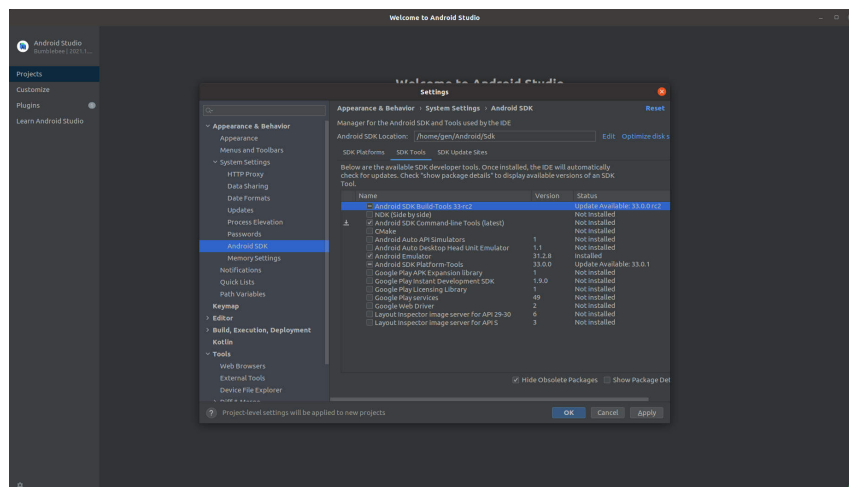 Welcome to Android Studio
Android Studio
Bumblebee | 2021.1...
Projects
Customize
Plugins
Learn Android Studio
Welcome to Android Studio
Settings
Appearance & Behavior
Appearance
Menus and Toolbars
System Settings
HTTP Proxy
Data Sharing
Date Formats
Updates
Process Elevation
Passwords
Android SDK
Memory Settings
Notifications
Quick Lists
Path Variables
Keymap
Editor
Build, Execution, Deployment
Kotlin
Tools
Web Browsers
External Tools
Device File Explorer
Appearance & Behavior › System Settings › Android SDK Reset
Manager for the Android SDK and Tools used by the IDE
Android SDK Location: /home/gen/Android/Sdk Edit Optimize disk s
SDK Platforms SDK Tools SDK Update Sites
Below are the available SDK developer tools. Once installed, the IDE will automatically
check for updates. Check "show package details" to display available versions of an SDK
Tool.
Name Version Status
Android SDK Build-Tools 33-rc2 Update Available: 33.0.0 rc2
NDK (Side by side) Not Installed
Android SDK Command-line Tools (latest) Not Installed
CMake Not Installed
Android Auto API Simulators 1 Not installed
Android Auto Desktop Head Unit Emulator 1.1 Not installed
Android Emulator 31.2.8 Installed
Android SDK Platform-Tools 33.0.0 Update Available: 33.0.1
Google Play APK Expansion library 1 Not installed
Google Play Instant Development SDK 1.9.0 Not installed
Google Play Licensing Library 1 Not installed
Google Play services 49 Not installed
Google Web Driver 2 Not installed
Layout Inspector image server for API 29-30 6 Not installed
Layout Inspector image server for API S 3 Not installed
Hide Obsolete Packages Show Package Det
? Project-level settings will be applied to new projects OK Cancel Apply